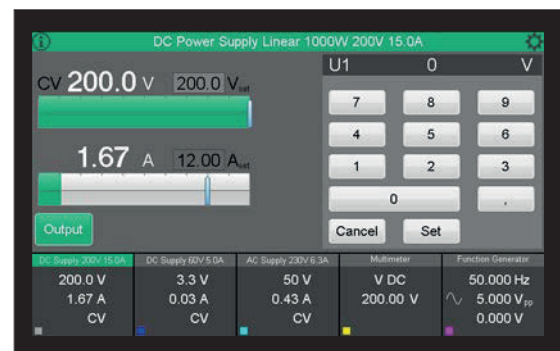 DC Power Supply Linear 1000W 200V 15.0A
CV 200.0 V 200.0 Vset
1.67 A 12.00 Aset
Output
U1 0 V
7 8 9
4 5 6
1 2 3
0 ,
Cancel Set
DC Supply 200V 15.0A
200.0 V
1.67 A
CV
DC Supply 60V 5.0A
3.3 V
0.03 A
CV
AC Supply 230V 6.3A
50 V
0.43 A
CV
Multimeter
V DC
200.00 V
Function Generator
50.000 Hz
5.000 Vpp
0.000 V